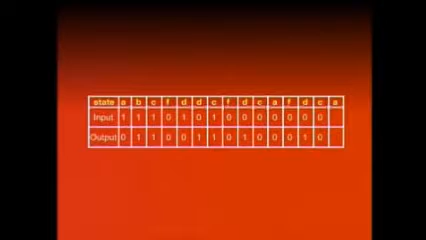 state a b c f d d c f d c a f d c a
Input 1 1 1 0 1 0 1 0 0 0 0 0 0 0
Output 0 1 1 0 0 1 1 0 1 0 0 0 1 0